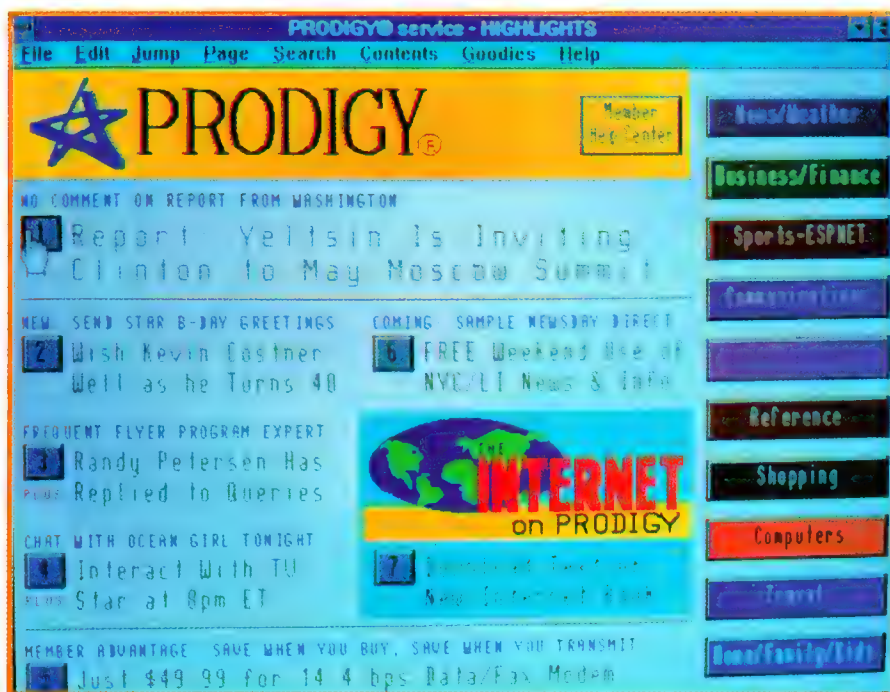 PRODIGY® service - HIGHLIGHTS
File Edit Jump Page Search Contents Goodies Help
PRODIGY®
Member
Help Center
NO COMMENT ON REPORT FROM WASHINGTON
1 Report Yeltsin Is Inviting
Clinton to May Moscow Summit
NEW SEND STAR B-DAY GREETINGS
2 Wish Kevin Costner
Well as he Turns 40
COMING SAMPLE NEWSDAY DIRECT
6 FREE Weekend Use of
NYC/LI News & Info
FREQUENT FLYER PROGRAM EXPERT
3 Randy Petersen Has
PLUS Replied to Queries
THE
INTERNET
on PRODIGY
CHAT WITH OCEAN GIRL TONIGHT
4 Interact With TV
PLUS Star at 8pm ET
7
New Internet
MEMBER ADVANTAGE SAVE WHEN YOU BUY, SAVE WHEN YOU TRANSMIT
Just $49 99 for 14 4 bps Data/Fax Modem
News/Weather
Business/Finance
Sports-ESPNET
Communications
Reference
Shopping
Computers
Travel
Home/Family/Kids